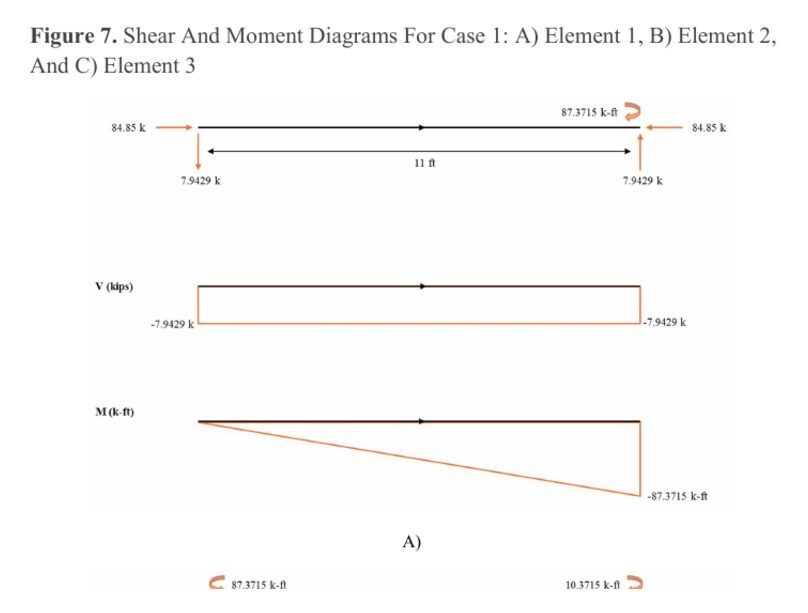 Figure 7. Shear And Moment Diagrams For Case 1: A) Element 1, B) Element 2,
And C) Element 3
87.3715 k-ft
84.85 k
84.85 k
11 ft
7.9429 k
7.9429 k
V (kips)
-7.9429 k
-7.9429 k
M (k-ft)
-87.3715 k-ft
A)
87.3715 k-ft
10.3715 k-ft